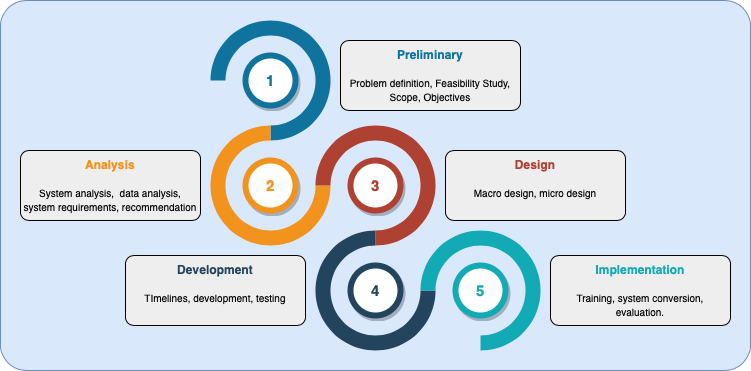 1
Preliminary
Problem definition, Feasibility Study,
Scope, Objectives
Analysis
System analysis, data analysis,
system requirements, recommendation
2
3
Design
Macro design, micro design
Development
TImelines, development, testing
4
5
Implementation
Training, system conversion,
evaluation.